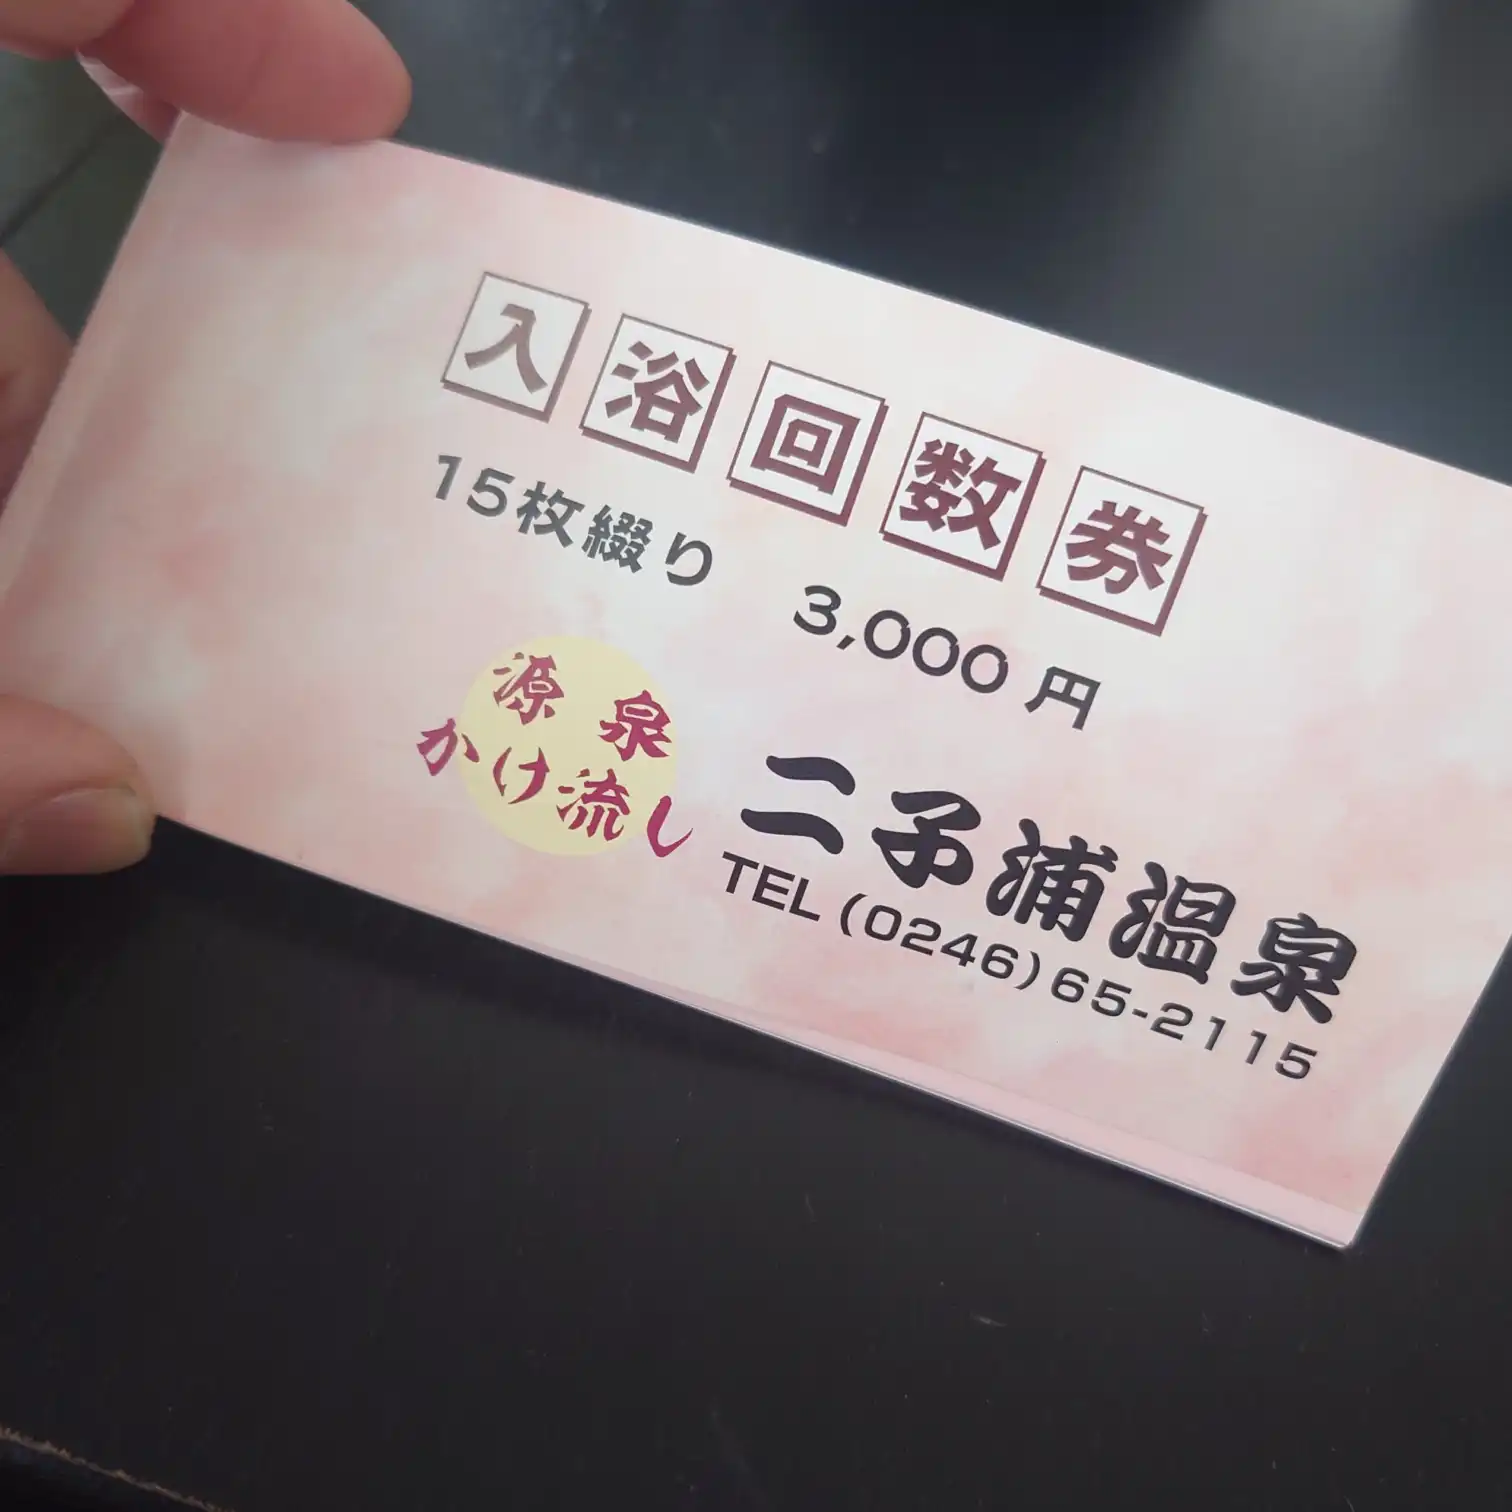 入浴回数券
15枚綴り 3,000円
源泉
かけ流し
二子浦温泉
TEL (0246) 65-2115